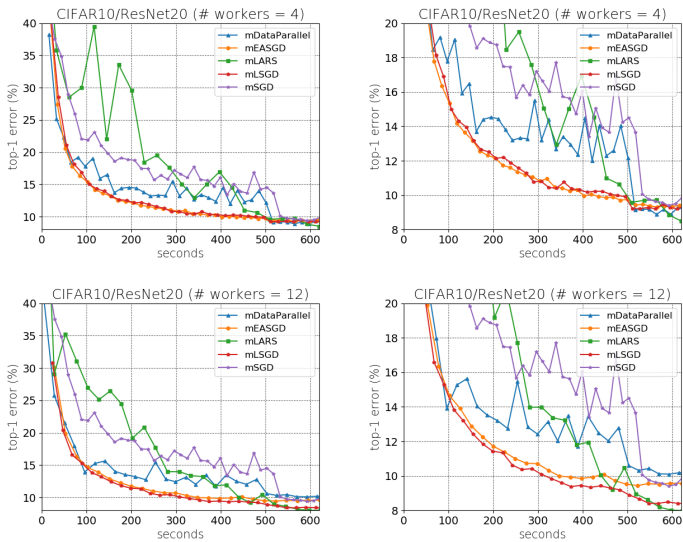 CIFAR10/ResNet20 (# workers = 4)
top-1 error (%)
40
35
30
25
20
15
10
0 100 200 300 400 500 600
seconds
mDataParallel
mEASGD
mLARS
mLSGD
mSGD
CIFAR10/ResNet20 (# workers = 4)
top-1 error (%)
20
18
16
14
12
10
8
0 100 200 300 400 500 600
seconds
mDataParallel
mEASGD
mLARS
mLSGD
mSGD
CIFAR10/ResNet20 (# workers = 12)
top-1 error (%)
40
35
30
25
20
15
10
0 100 200 300 400 500 600
seconds
mDataParallel
mEASGD
mLARS
mLSGD
mSGD
CIFAR10/ResNet20 (# workers = 12)
top-1 error (%)
20
18
16
14
12
10
8
0 100 200 300 400 500 600
seconds
mDataParallel
mEASGD
mLARS
mLSGD
mSGD